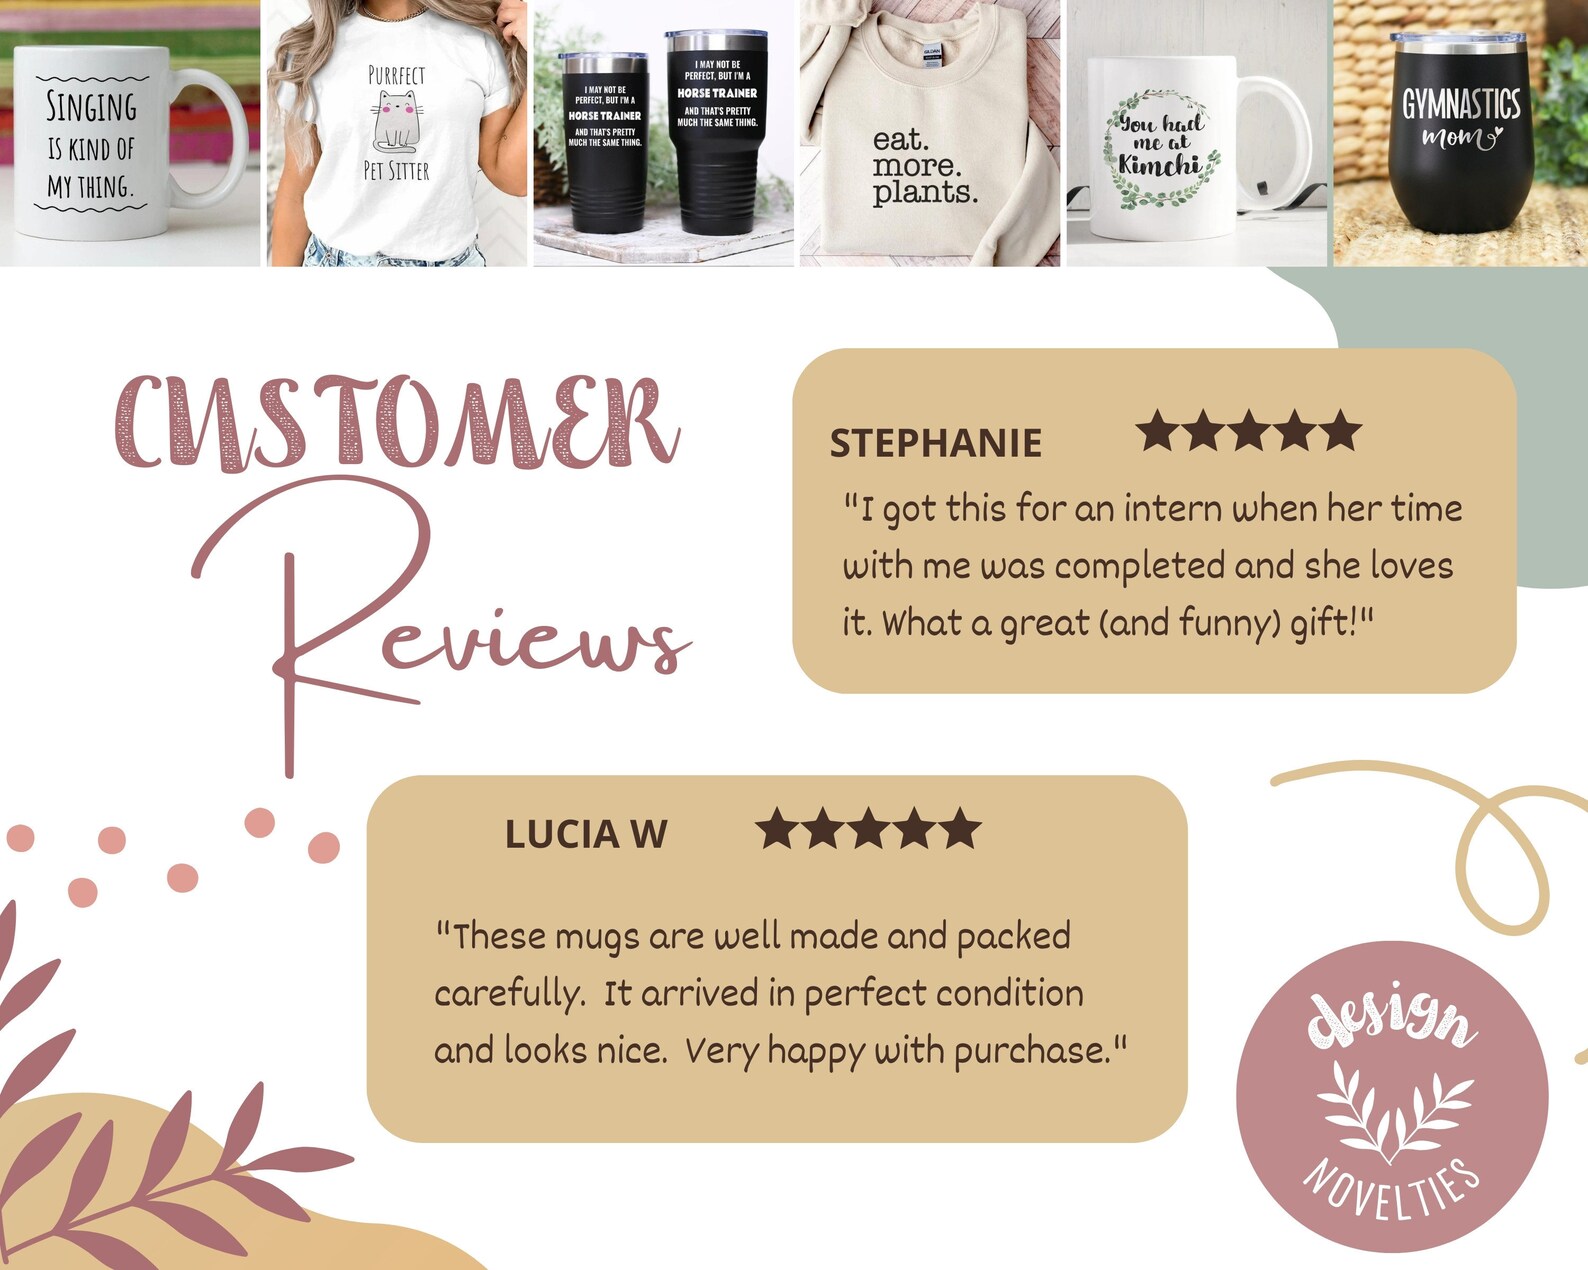 SINGING
IS KIND OF
MY THING.
PURRFECT
PET SITTER
I MAY NOT BE
PERFECT, BUT I'M A
HORSE TRAINER
AND THAT'S PRETTY
MUCH THE SAME THING.
I MAY NOT BE
PERFECT, BUT I'M A
HORSE TRAINER
AND THAT'S PRETTY
MUCH THE SAME THING.
GILDAN
eat.
more.
plants.
You had
me at
Kimchi
GYMNASTICS
mom
CUSTOMER
Reviews
STEPHANIE
"I got this for an intern when her time
with me was completed and she loves
it. What a great (and funny) gift!"
LUCIA W
"These mugs are well made and packed
carefully.  It arrived in perfect condition
and looks nice.  Very happy with purchase."
design
NOVELTIES